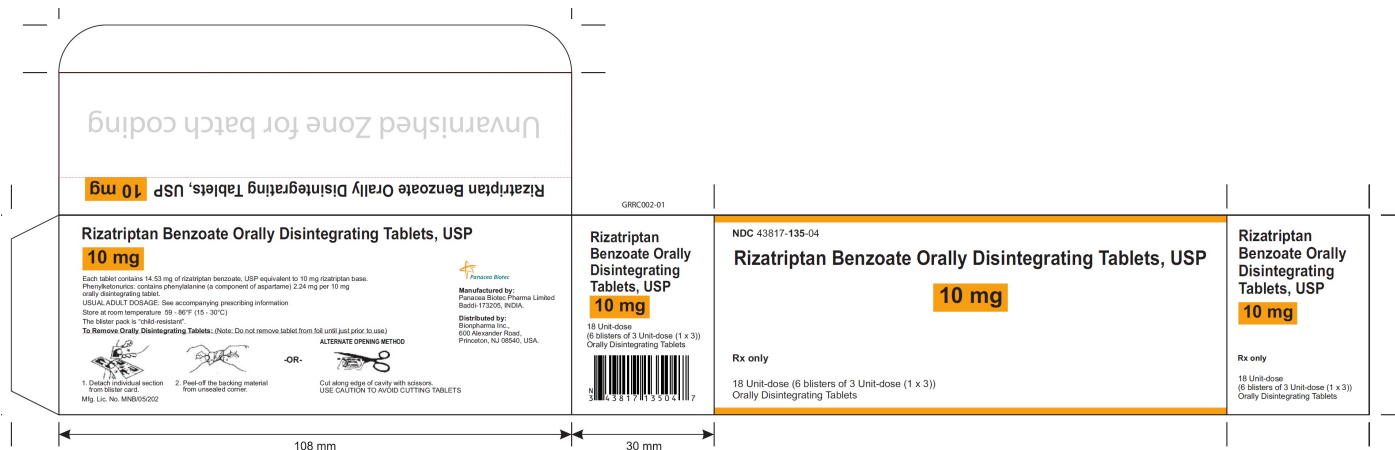 Unvarnished Zone for batch coding
Rizatriptan Benzoate Orally Disintegrating Tablets, USP 10 mg
GRRC002-01
Rizatriptan Benzoate Orally Disintegrating Tablets, USP
10 mg
Each tablet contains 14.53 mg of rizatriptan benzoate, USP equivalent to 10 mg rizatriptan base.
Phenylketonurics: contains phenylalanine (a component of aspartame) 2.24 mg per 10 mg
orally disintegrating tablet.
USUAL ADULT DOSAGE: See accompanying prescribing information
Store at room temperature 59 - 86°F (15 - 30°C)
The blister pack is "child-resistant".
To Remove Orally Disintegrating Tablets: (Note: Do not remove tablet from foil until just prior to use)
ALTERNATE OPENING METHOD
-OR-
1. Detach individual section
from blister card.
2. Peel-off the backing material
from unsealed corner.
Cut along edge of cavity with scissors.
USE CAUTION TO AVOID CUTTING TABLETS
Mfg. Lic. No. MNB/05/202
Panacea Biotec
Manufactured by:
Panacea Biotec Pharma Limited
Baddi-173205, INDIA.
Distributed by:
Bionpharma Inc.,
600 Alexander Road,
Princeton, NJ 08540, USA.
Rizatriptan
Benzoate Orally
Disintegrating
Tablets, USP
10 mg
18 Unit-dose
(6 blisters of 3 Unit-dose (1 x 3))
Orally Disintegrating Tablets
N
3 43817 13504 7
NDC 43817-135-04
Rizatriptan Benzoate Orally Disintegrating Tablets, USP
10 mg
Rx only
18 Unit-dose (6 blisters of 3 Unit-dose (1 x 3))
Orally Disintegrating Tablets
Rizatriptan
Benzoate Orally
Disintegrating
Tablets, USP
10 mg
Rx only
18 Unit-dose
(6 blisters of 3 Unit-dose (1 x 3))
Orally Disintegrating Tablets
108 mm
30 mm